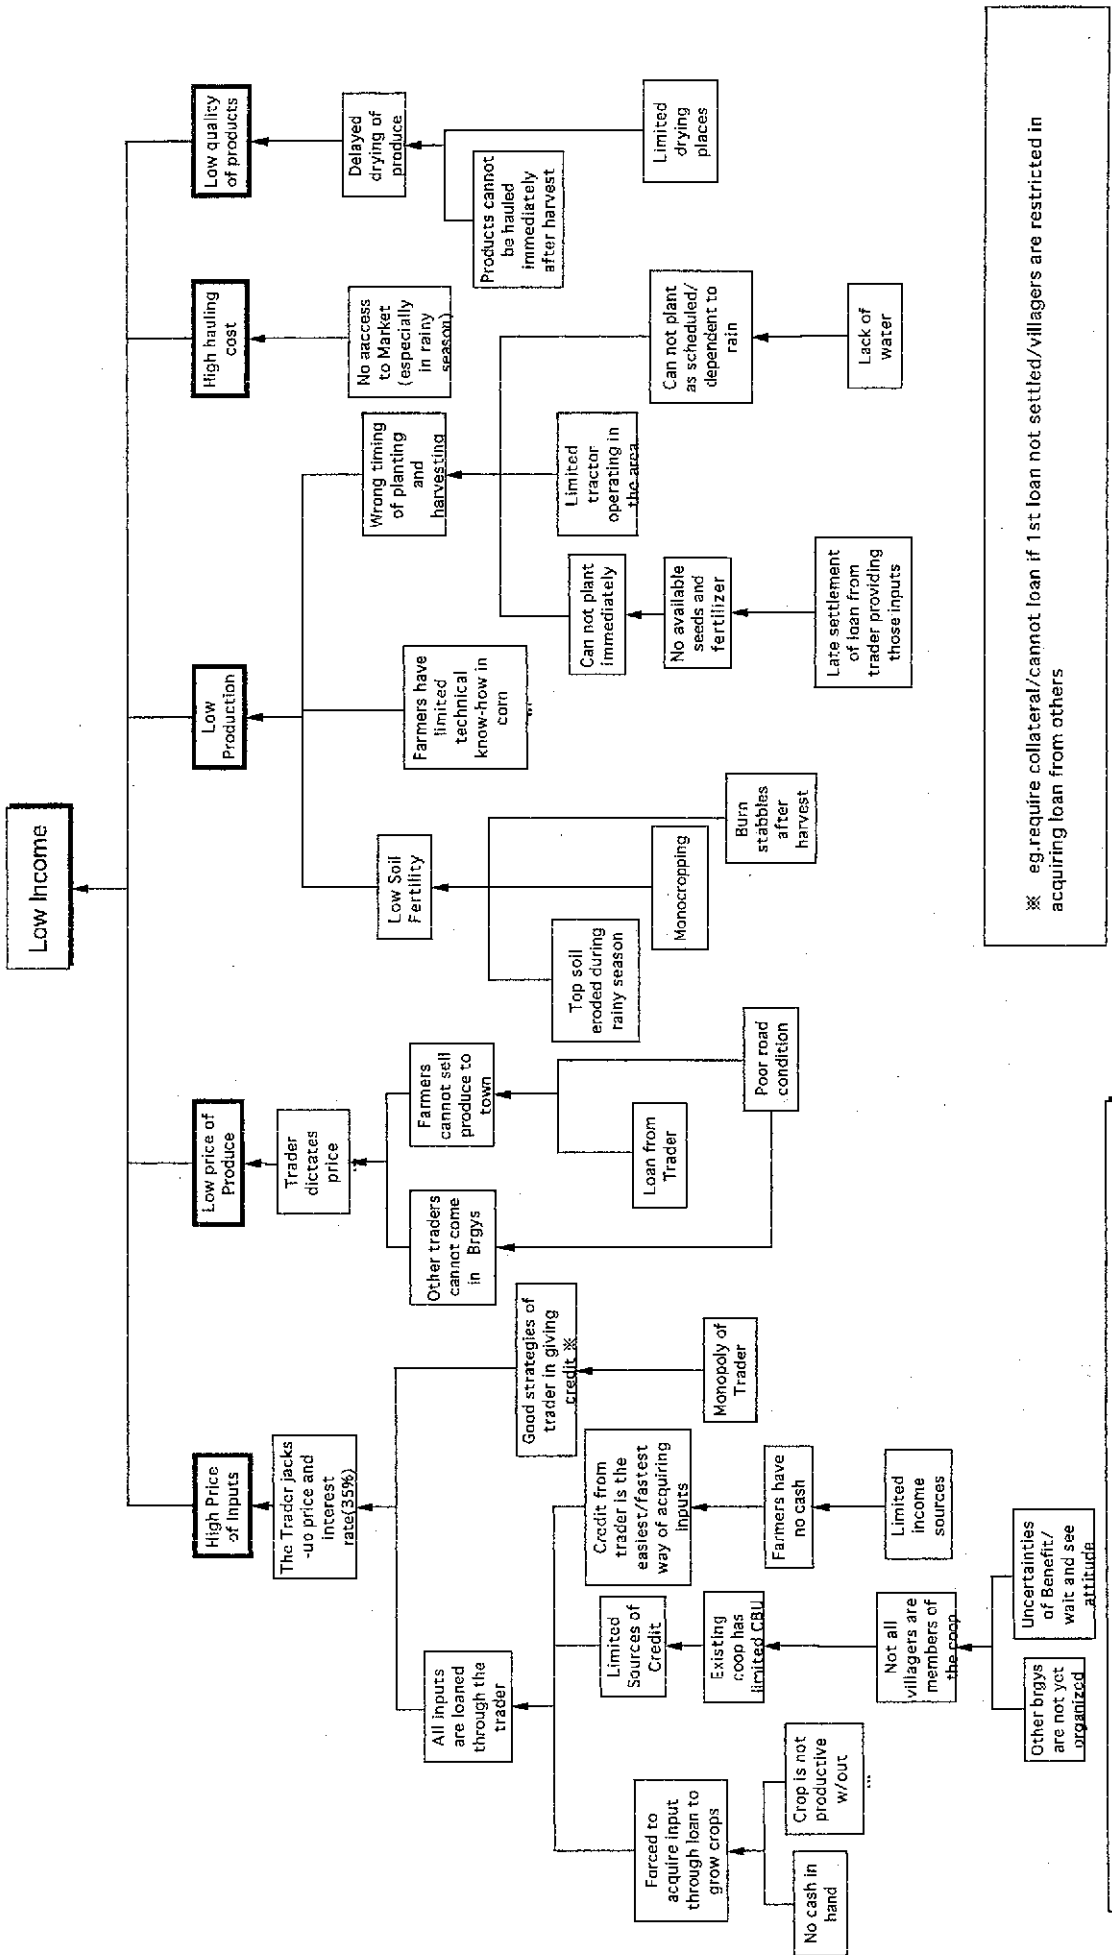 Low Income
High Price
of Inputs
The Trader jacks
-uo price and
interest
rate(35%)
All inputs
are loaned
through the
trader
Forced to
acquire input
through loan to
grow crops
No cash in
hand
Crop is not
productive
w/out
...
Limited
Sources of
Credit
Existing
coop has
limited CBU
Not all
villagers are
members of
the coop
Other brgys
are not yet
organized
Uncertainties
of Benefit/
wait and see
attitude
Credit from
trader is the
easiest/fastest
way of acquiring
inputs
Farmers have
no cash
Limited
income
sources
Good strategies of
trader in giving
credit ※
Monopoly of
Trader
Low price of
Produce
Trader
dictates
price
Other traders
cannot come
in Brgys
Farmers
cannot sell
produce to
town
Loan from
Trader
Poor road
condition
Low
Production
Low Soil
Fertility
Top soil
eroded during
rainy season
Monocropping
Burn
stabbles
after
harvest
Farmers have
limited
technical
know-how in
corn
...
Wrong timing
of planting
and
harvesting
Can not plant
immediately
No available
seeds and
fertilizer
Late settlement
of loan from
trader providing
those inputs
Limited
tractor
operating in
the area
Can not plant
as scheduled/
dependent to
rain
Lack of
water
High hauling
cost
No aaccess
to Market
(especially
in rainy
season)
Low quality
of products
Delayed
drying of
produce
Products cannot
be hauled
immediately
after harvest
Limited
drying
places
※ eg.require collateral/cannot loan if 1st loan not settled/villagers are restricted in
acquiring loan from others